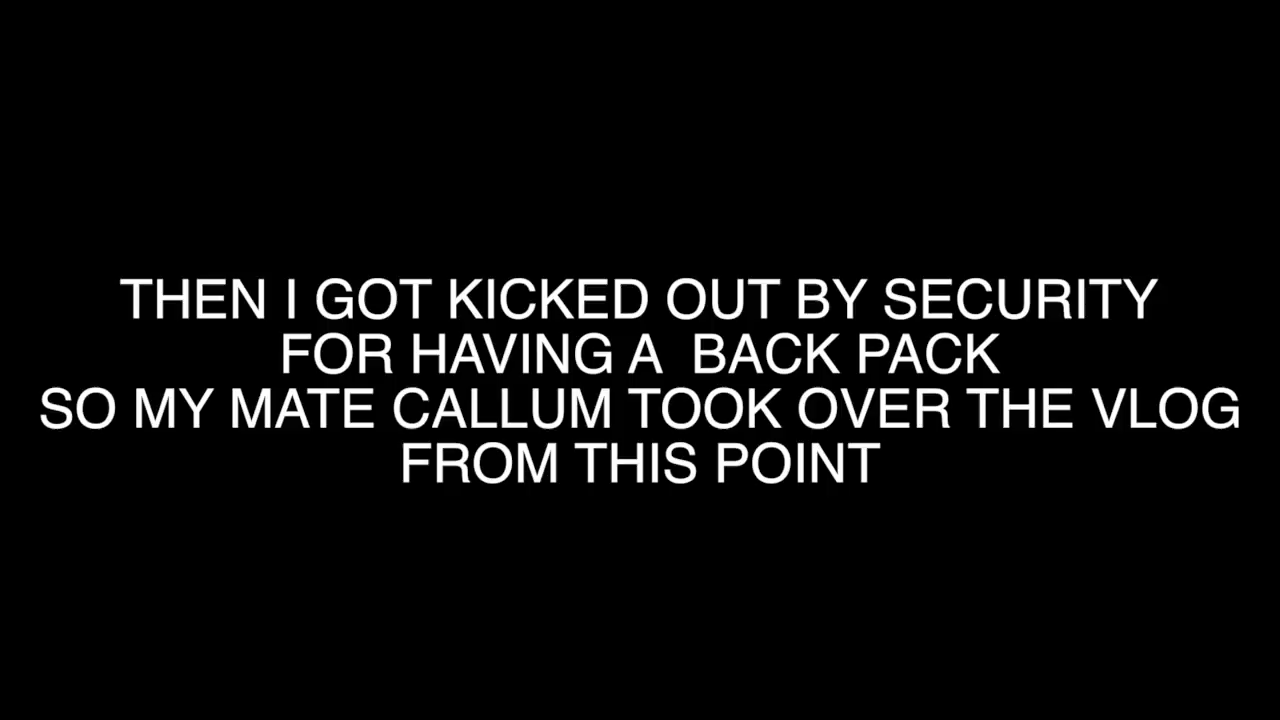 THEN I GOT KICKED OUT BY SECURITY
FOR HAVING A  BACK PACK
SO MY MATE CALLUM TOOK OVER THE VLOG
FROM THIS POINT